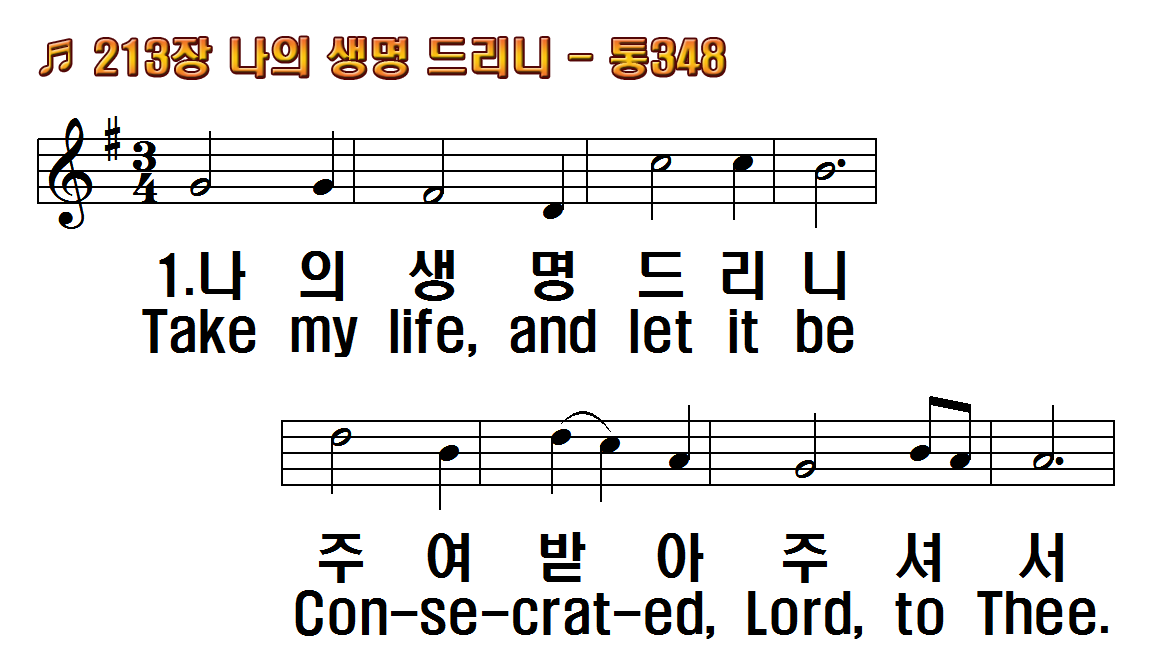 ♬ 213장 나의 생명 드리니 - 통348
3
4
1.나 의 생 명 드 리 니
Take my life, and let it be
주 여 받 아 주 셔 서
Con-se-crat-ed, Lord, to Thee.